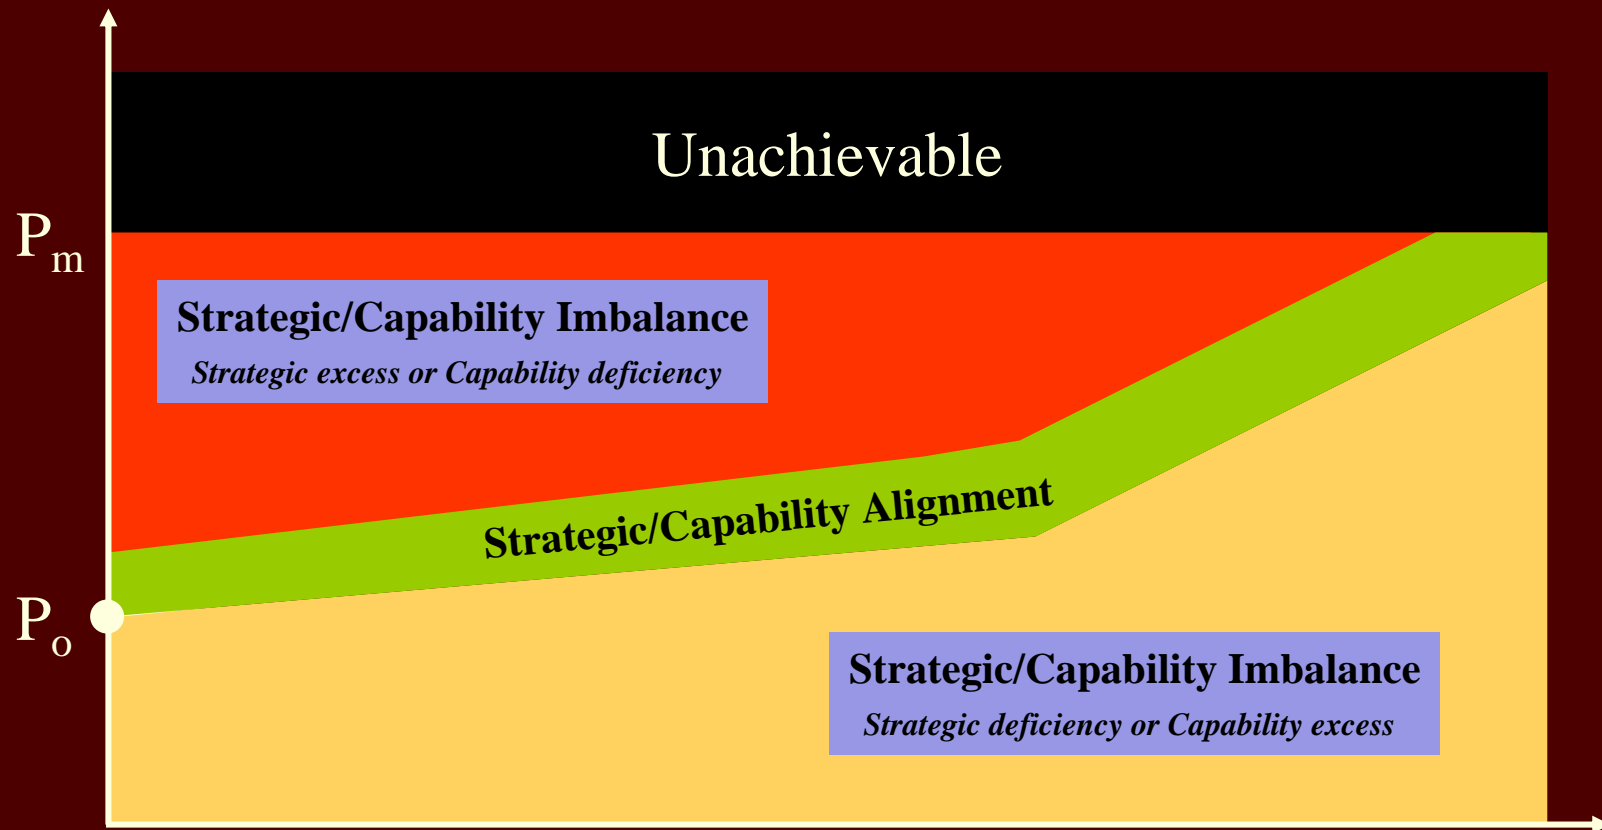 Unachievable
Pm
Strategic/Capability Imbalance
Strategic excess or Capability deficiency
Strategic/Capability Alignment
Po
Strategic/Capability Imbalance
Strategic deficiency or Capability excess